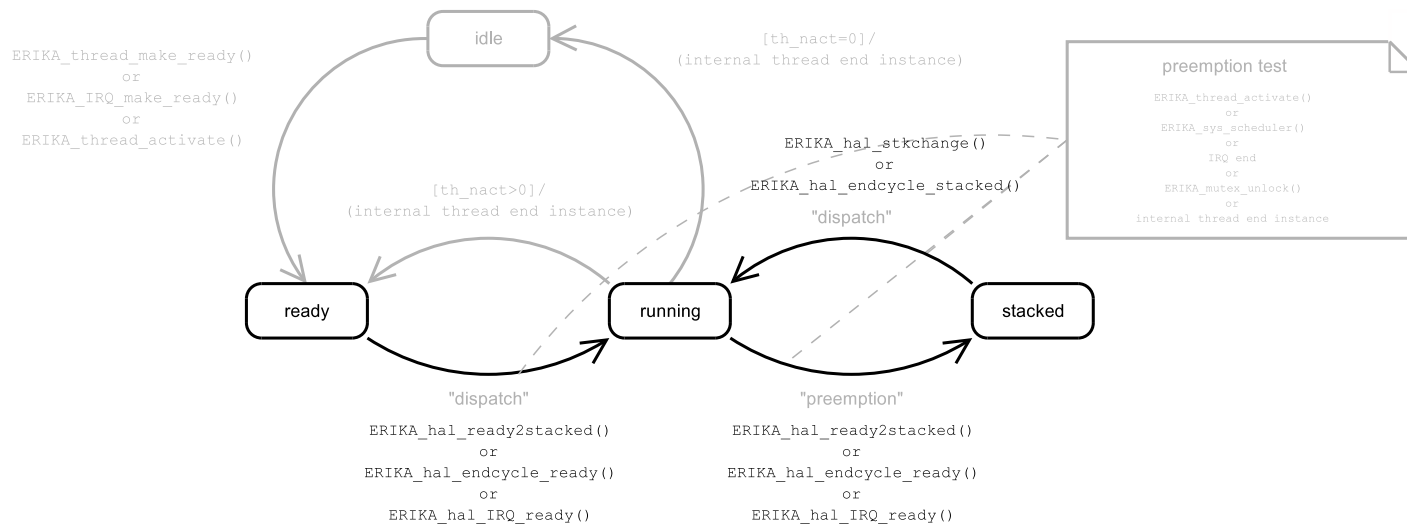 idle
ERIKA_thread_make_ready()
or
ERIKA_IRQ_make_ready()
or
ERIKA_thread_activate()
[th_nact=0]/
(internal thread end instance)
preemption test
ERIKA_thread_activate()
or
ERIKA_sys_scheduler()
or
IRQ end
or
ERIKA_mutex_unlock()
or
internal thread end instance
ERIKA_hal_stkchange()
or
ERIKA_hal_endcycle_stacked()
"dispatch"
[th_nact>0]/
(internal thread end instance)
ready
running
stacked
"dispatch"
ERIKA_hal_ready2stacked()
or
ERIKA_hal_endcycle_ready()
or
ERIKA_hal_IRQ_ready()
"preemption"
ERIKA_hal_ready2stacked()
or
ERIKA_hal_endcycle_ready()
or
ERIKA_hal_IRQ_ready()